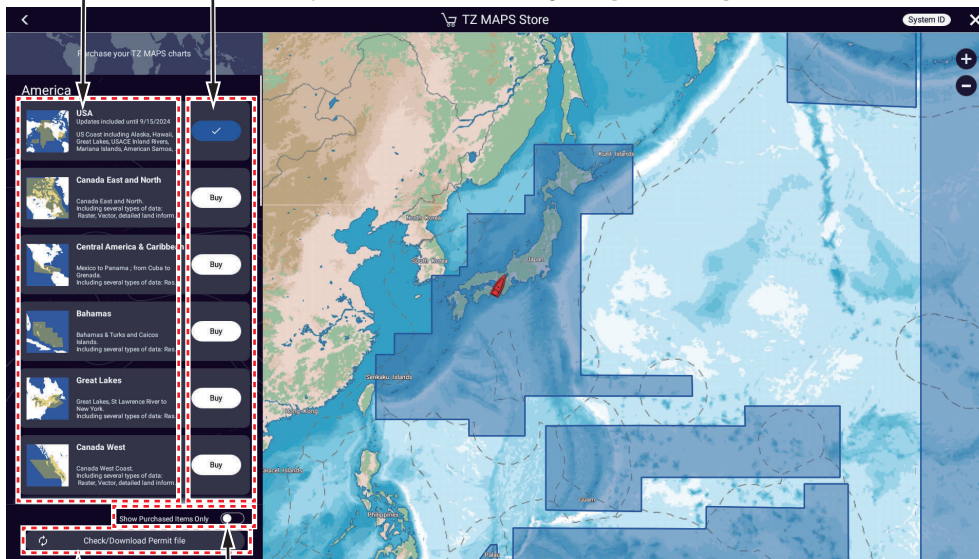 TZ MAPS Store
System ID
Purchase your TZ MAPS charts
America
USA
Updates included until 9/15/2024
US Coast including Alaska, Hawaii,
Great Lakes, USACE Inland Rivers,
Mariana Islands, American Samoa,
Canada East and North
Canada East and North.
Including several types of data:
Raster, Vector, detailed land inform
Buy
Central America & Caribbean
Mexico to Panama ; from Cuba to
Grenada.
Including several types of data: Ras
Buy
Bahamas
Bahamas & Turks and Caicos
Islands.
Including several types of data: Ras
Buy
Great Lakes
Great Lakes, St Lawrence River to
New York.
Including several types of data: Ras
Buy
Canada West
Canada West Coast.
Including several types of data:
Raster, Vector, detailed land inform
Buy
Show Purchased Items Only
Check/Download Permit file
Kuril Islands
North Korea
South Korea
Japan
Senkaku Islands
Hong-Kong
Paracel Islands
Philippines
Guam
Palau